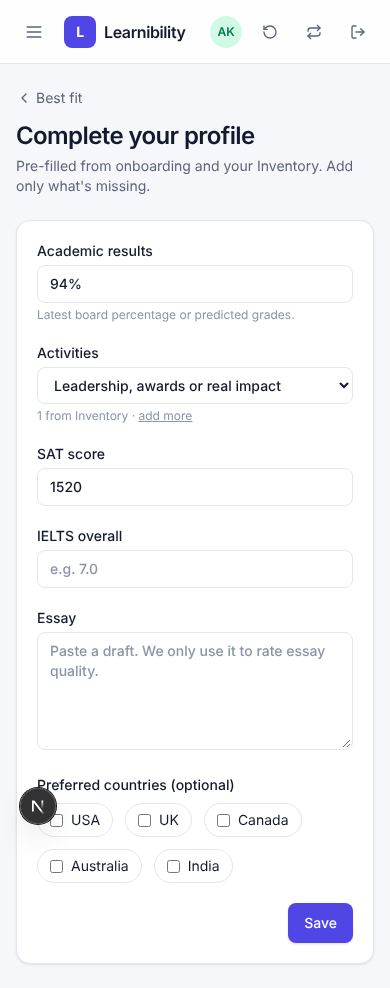 L Learnibility AK
Best fit
Complete your profile
Pre-filled from onboarding and your Inventory. Add
only what's missing.
Academic results
94%
Latest board percentage or predicted grades.
Activities
Leadership, awards or real impact
1 from Inventory · add more
SAT score
1520
IELTS overall
e.g. 7.0
Essay
Paste a draft. We only use it to rate essay
quality.
Preferred countries (optional)
N
USA UK Canada
Australia India
Save